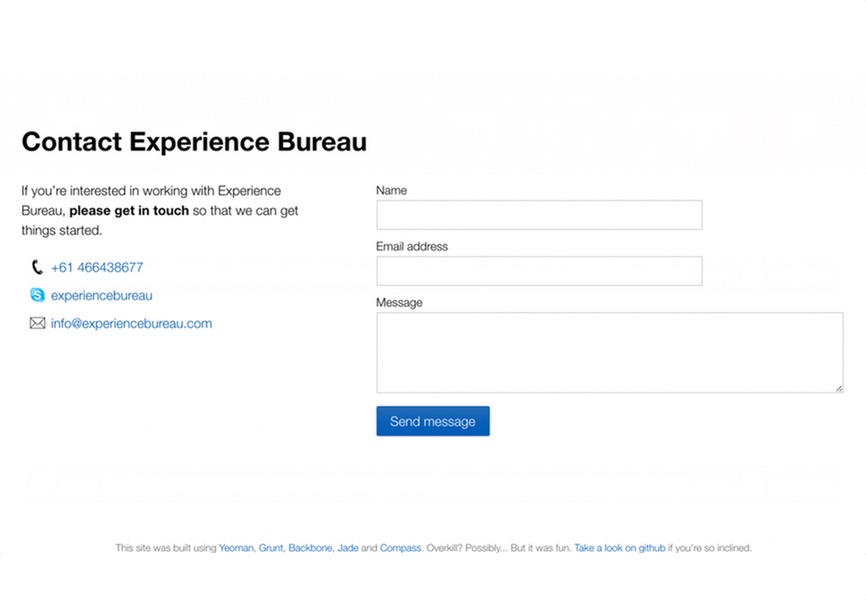 Contact Experience Bureau
If you're interested in working with Experience
Bureau, please get in touch so that we can get
things started.
+61 466438677
experiencebureau
info@experiencebureau.com
Name
Email address
Message
Send message
This site was built using Yeoman, Grunt, Backbone, Jade and Compass. Overkill? Possibly... But it was fun. Take a look on github if you're so inclined.